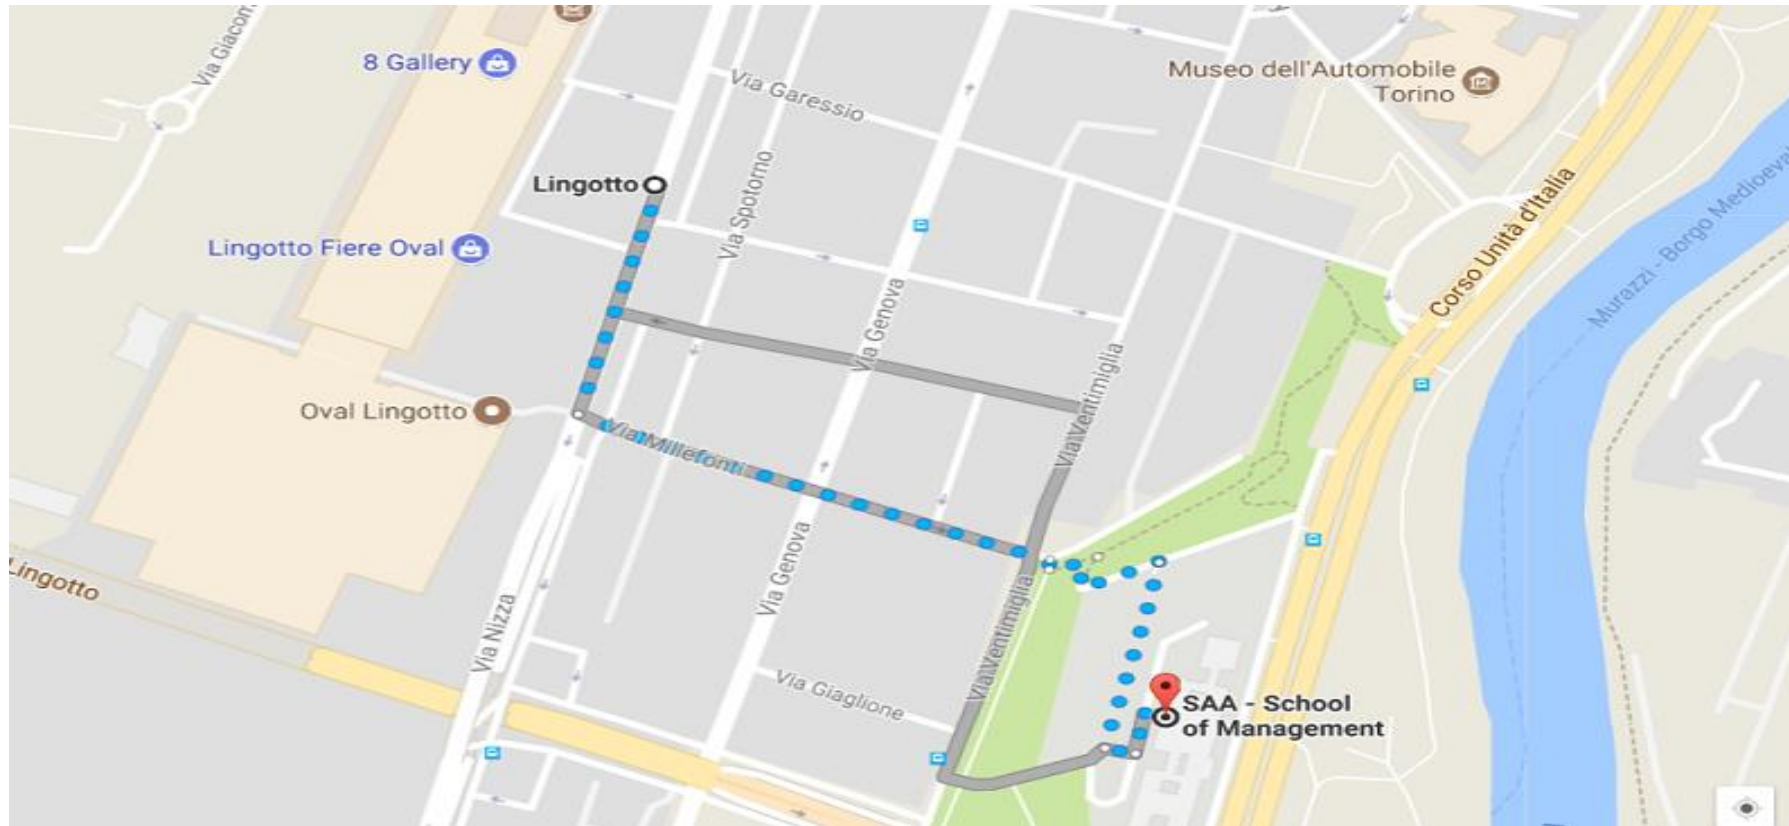 Via Giacom
8 Gallery
Via Garessio
Museo dell'Automobile
Torino
Lingotto
Via Spotorno
Lingotto Fiere Oval
Corso Unità d'Italia
Murazzi - Borgo Medioeval
Via Genova
Via Ventimiglia
Oval Lingotto
Via Millefonti
Lingotto
Via Nizza
Via Genova
Via Ventimiglia
Via Giaglione
SAA - School
of Management